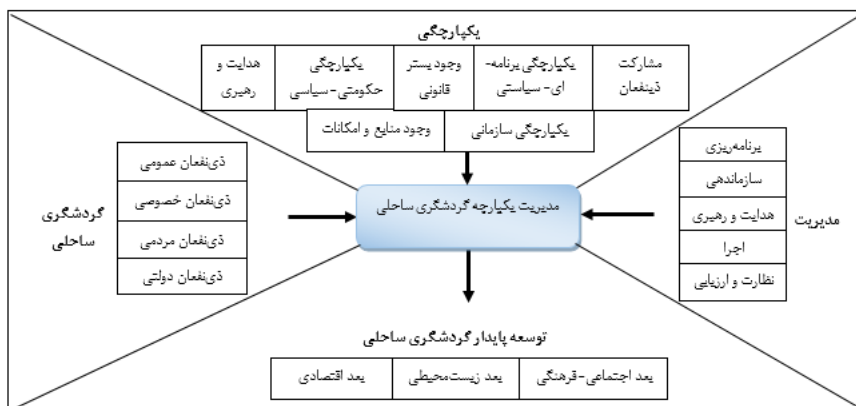 یکپارچگی
مشارکت
ذینفعان
یکپارچگی برنامه-
ای- سیاستی
وجود بستر
قانونی
یکپارچگی
حکومتی-سیاسی
هدایت و
رهبری
یکپارچگی سازمانی
وجود منابع و امکانات
مدیریت
برنامه‌ریزی
سازماندهی
هدایت و رهبری
اجرا
نظارت و ارزیابی
مدیریت یکپارچه گردشگری ساحلی
گردشگری
ساحلی
ذی‌نفعان عمومی
ذی‌نفعان خصوصی
ذی‌نفعان مردمی
ذی‌نفعان دولتی
توسعه پایدار گردشگری ساحلی
بعد اجتماعی-فرهنگی
بعد زیست‌محیطی
بعد اقتصادی